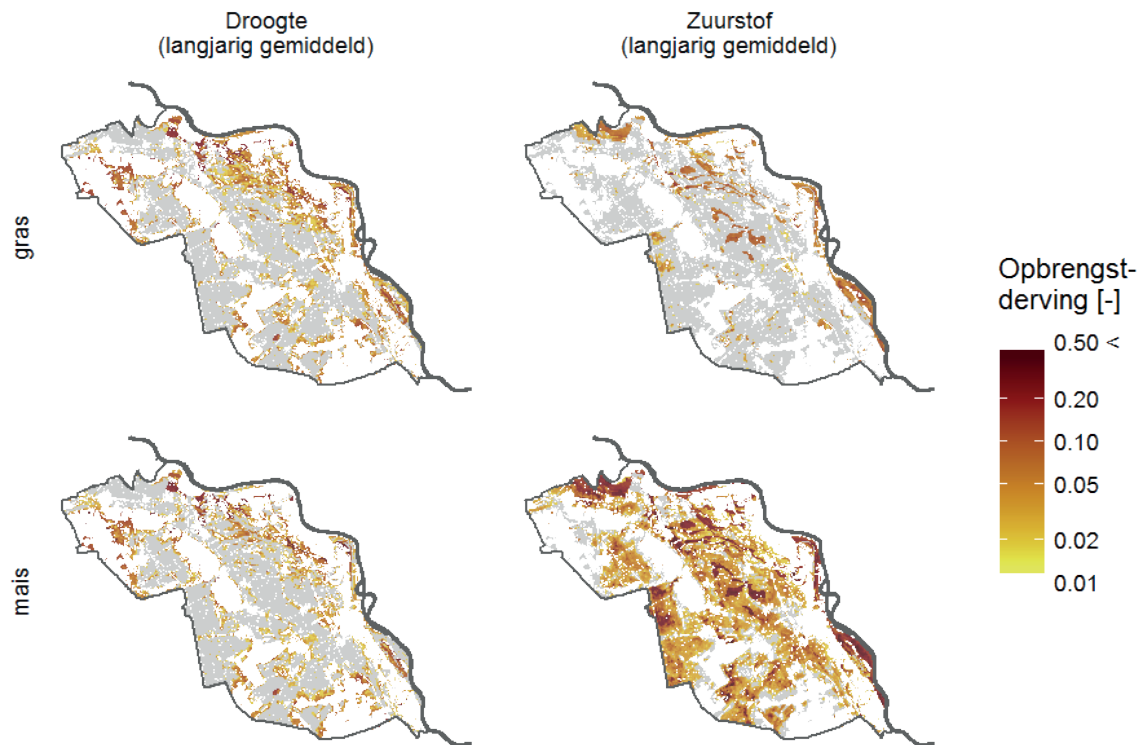 Droogte
(langjarig gemiddeld)
Zuurstof
(langjarig gemiddeld)
gras
mais
Opbrengst-
derving [-]
0.50 <
0.20
0.10
0.05
0.02
0.01